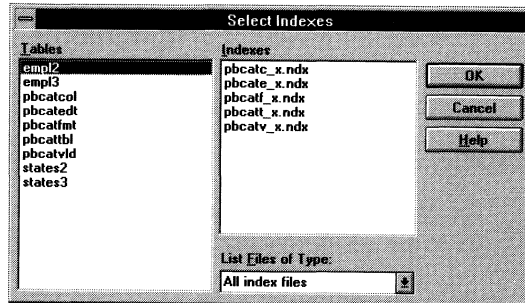 Select Indexes
Tables
empl2
empl3
pbcatcol
pbcatedt
pbcatfmt
pbcattbl
pbcatvld
states2
states3
Indexes
pbcatc_x.ndx
pbcate_x.ndx
pbcatf_x.ndx
pbcatt_x.ndx
pbcatv_x.ndx
List Files of Type:
All index files
OK
Cancel
Help